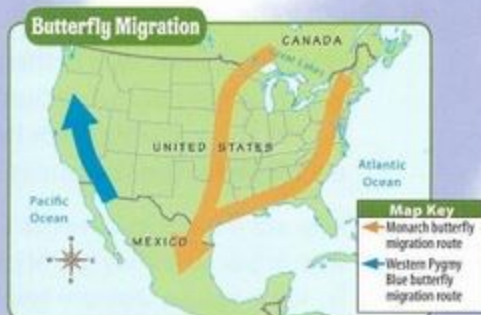 Butterfly Migration
CANADA
Great Lakes
UNITED STATES
Atlantic
Ocean
Pacific
Ocean
MEXICO
N
W
E
S
Map Key
Monarch butterfly
migration route
Western Pygmy
Blue butterfly
migration route